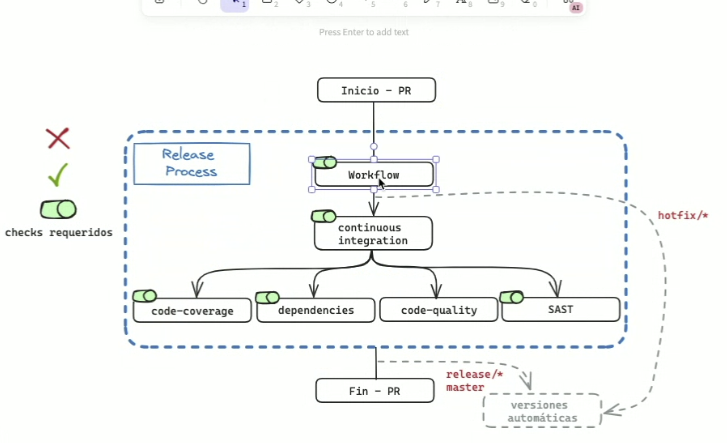 1
2
3
4
5
6
7
8
9
0
AI
Press Enter to add text
Inicio - PR
Release
Process
Workflow
hotfix/*
checks requeridos
continuous
integration
code-coverage
dependencies
code-quality
SAST
release/*
master
Fin - PR
versiones
automáticas